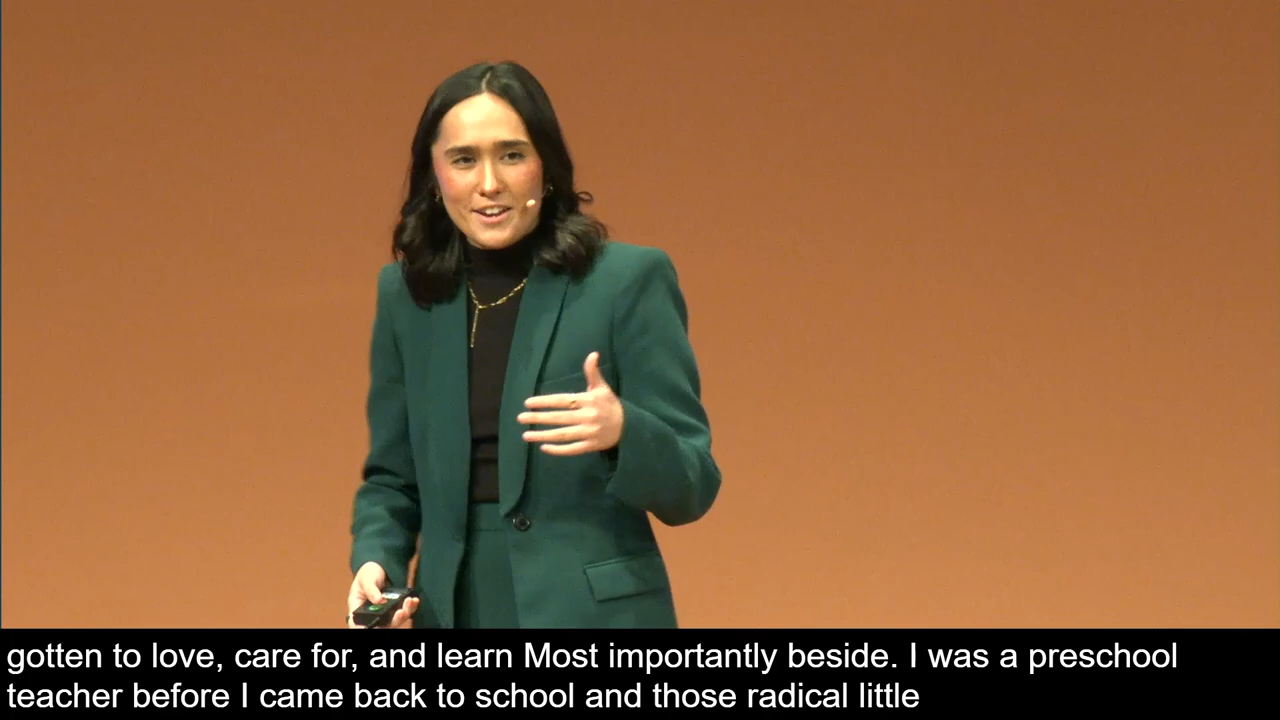 gotten to love, care for, and learn Most importantly beside. I was a preschool
teacher before I came back to school and those radical little